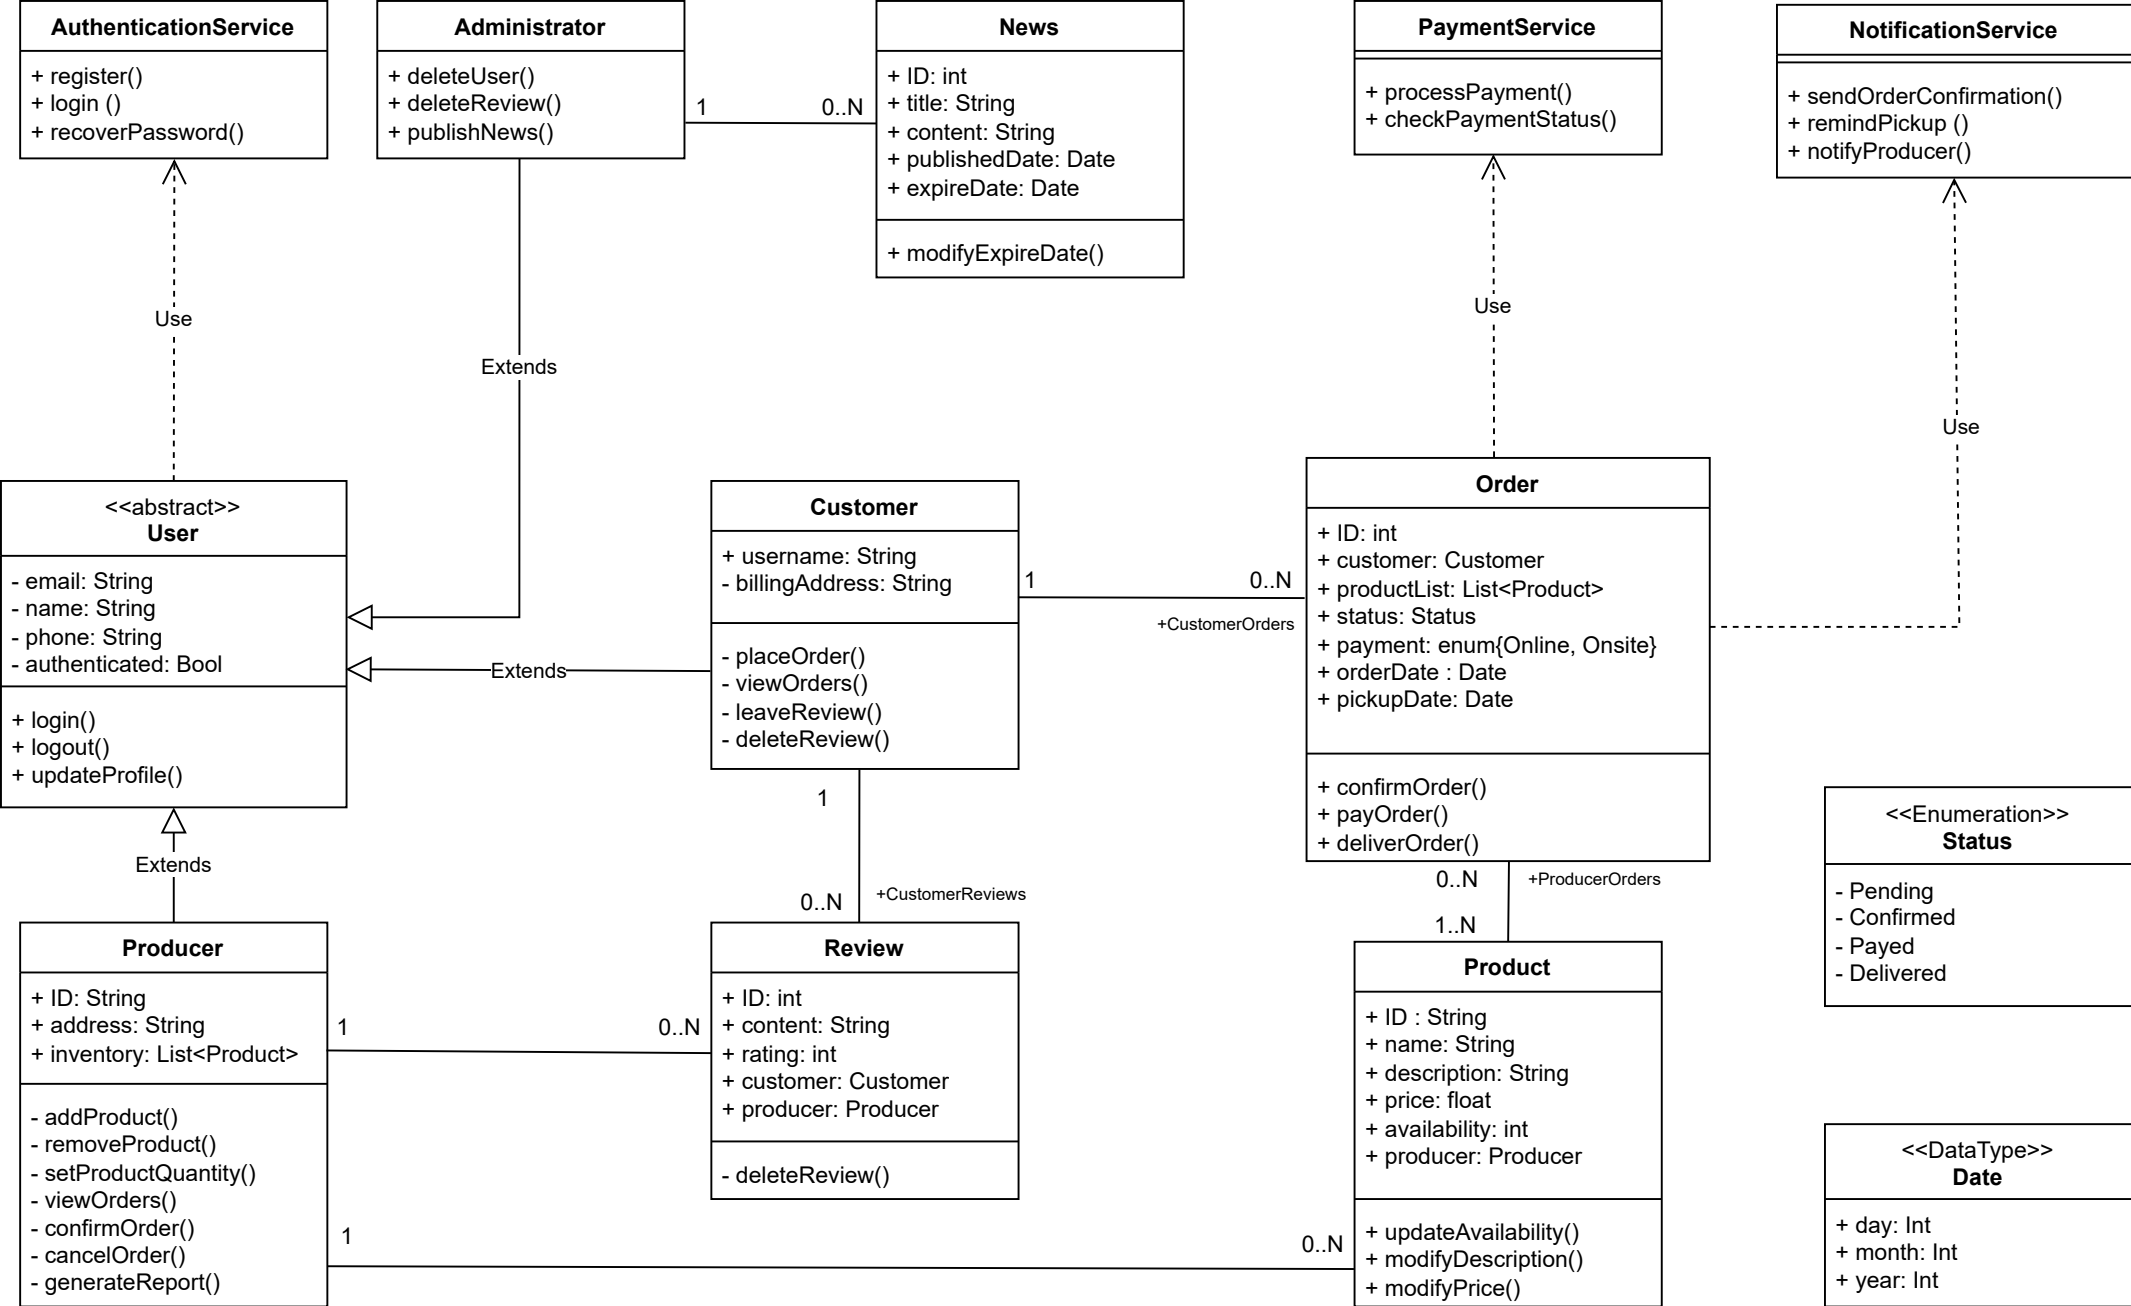 AuthenticationService
+ register()
+ login ()
+ recoverPassword()
Administrator
+ deleteUser()
+ deleteReview()
+ publishNews()
1
0..N
News
+ ID: int
+ title: String
+ content: String
+ publishedDate: Date
+ expireDate: Date
+ modifyExpireDate()
PaymentService
+ processPayment()
+ checkPaymentStatus()
NotificationService
+ sendOrderConfirmation()
+ remindPickup ()
+ notifyProducer()
Use
Extends
Use
Use
<<abstract>>
User
- email: String
- name: String
- phone: String
- authenticated: Bool
+ login()
+ logout()
+ updateProfile()
Extends
Customer
+ username: String
- billingAddress: String
- placeOrder()
- viewOrders()
- leaveReview()
- deleteReview()
1
0..N
+CustomerOrders
Order
+ ID: int
+ customer: Customer
+ productList: List<Product>
+ status: Status
+ payment: enum{Online, Onsite}
+ orderDate : Date
+ pickupDate: Date
+ confirmOrder()
+ payOrder()
+ deliverOrder()
<<Enumeration>>
Status
- Pending
- Confirmed
- Payed
- Delivered
Extends
1
0..N
+CustomerReviews
0..N
+ProducerOrders
1..N
Producer
+ ID: String
+ address: String
+ inventory: List<Product>
- addProduct()
- removeProduct()
- setProductQuantity()
- viewOrders()
- confirmOrder()
- cancelOrder()
- generateReport()
1
0..N
Review
+ ID: int
+ content: String
+ rating: int
+ customer: Customer
+ producer: Producer
- deleteReview()
1
0..N
Product
+ ID : String
+ name: String
+ description: String
+ price: float
+ availability: int
+ producer: Producer
+ updateAvailability()
+ modifyDescription()
+ modifyPrice()
<<DataType>>
Date
+ day: Int
+ month: Int
+ year: Int